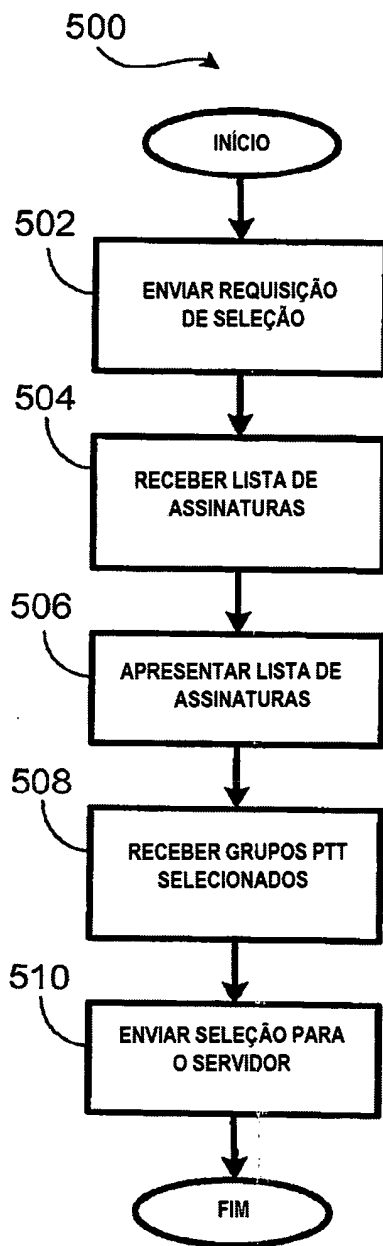 500
INÍCIO
502
ENVIAR REQUISIÇÃO
DE SELEÇÃO
504
RECEBER LISTA DE
ASSINATURAS
506
APRESENTAR LISTA DE
ASSINATURAS
508
RECEBER GRUPOS PTT
SELECIONADOS
510
ENVIAR SELEÇÃO PARA
O SERVIDOR
FIM